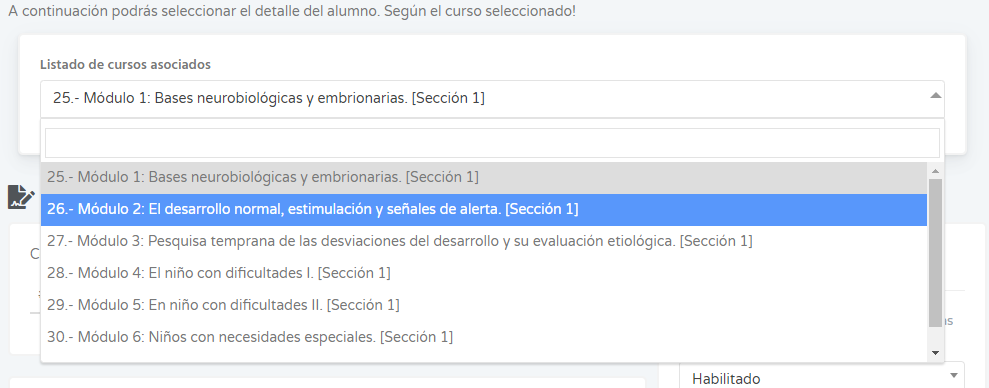 A continuación podrás seleccionar el detalle del alumno. Según el curso seleccionado!
Listado de cursos asociados
25.- Módulo 1: Bases neurobiológicas y embrionarias. [Sección 1]
25.- Módulo 1: Bases neurobiológicas y embrionarias. [Sección 1]
26.- Módulo 2: El desarrollo normal, estimulación y señales de alerta. [Sección 1]
27.- Módulo 3: Pesquisa temprana de las desviaciones del desarrollo y su evaluación etiológica. [Sección 1]
28.- Módulo 4: El niño con dificultades I. [Sección 1]
29.- Módulo 5: En niño con dificultades II. [Sección 1]
30.- Módulo 6: Niños con necesidades especiales. [Sección 1]
Habilitado